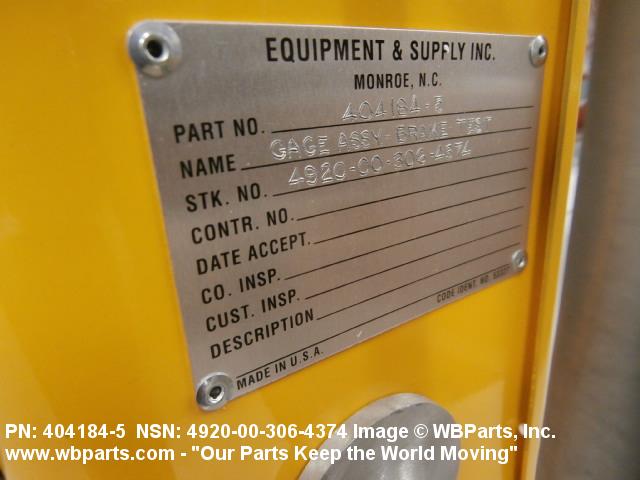 EQUIPMENT & SUPPLY INC.
MONROE, N.C.
PART NO. 404184-5
NAME GAGE ASSY-BRAKE TEST
STK. NO. 4920-00-306-4374
CONTR. NO.
DATE ACCEPT.
CO. INSP.
CUST. INSP.
DESCRIPTION
CODE IDENT. NO.
MADE IN U.S.A.
PN: 404184-5 NSN: 4920-00-306-4374 Image © WBParts, Inc.
www.wbparts.com - "Our Parts Keep the World Moving"